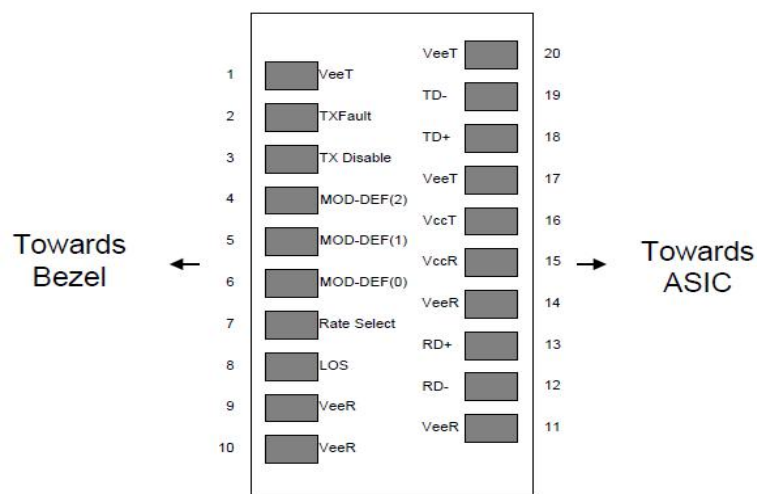 VeeT 20
1 VeeT
TD- 19
2 TXFault
TD+ 18
3 TX Disable
VeeT 17
4 MOD-DEF(2)
VccT 16
5 MOD-DEF(1)
Towards
Bezel
VccR 15
Towards
ASIC
6 MOD-DEF(0)
VeeR 14
7 Rate Select
RD+ 13
8 LOS
RD- 12
9 VeeR
VeeR 11
10 VeeR